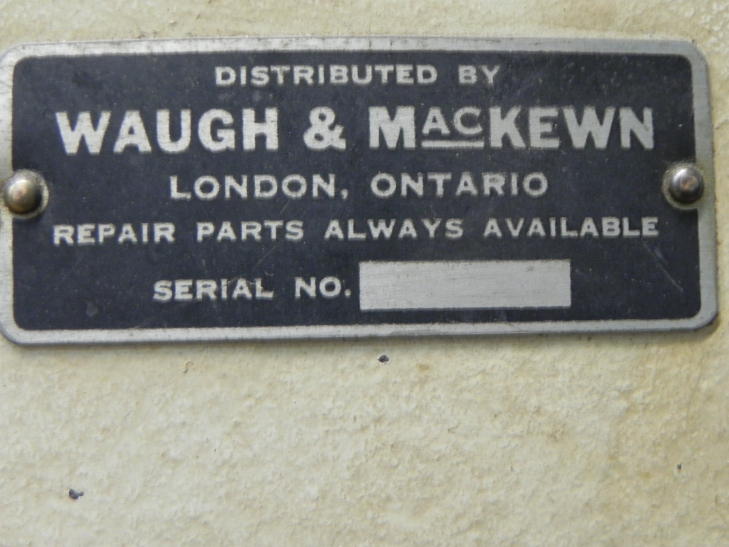 DISTRIBUTED BY
WAUGH & MACKEWN
LONDON, ONTARIO
REPAIR PARTS ALWAYS AVAILABLE
SERIAL NO.